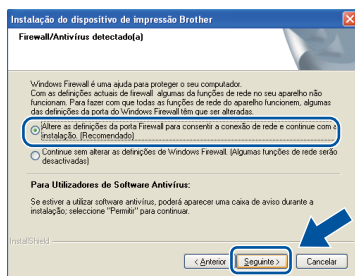 Instalação do dispositivo de impressão Brother
Firewall/Antivírus detectado(a)
Windows Firewall é uma ajuda para proteger o seu computador.
Com as definições actuais de firewall algumas da funções de rede no seu aparelho não
funcionam. Para fazer com que todas as funções de rede do aparelho funcionem, algumas
das definições da porta do Windows Firewall têm que ser alteradas.
Altere as definições da porta Firewall para consentir a conexão de rede e continue com a
instalação. (Recomendado)
Continue sem alterar as definições de Windows Firewall. (Algumas funções de rede serão
desactivadas)
Para Utilizadores de Software Antivírus:
Se estiver a utilizar software antivírus, poderá aparecer uma caixa de aviso durante a
instalação; seleccione "Permitir" para continuar.
InstallShield
< Anterior
Seguinte >
Cancelar